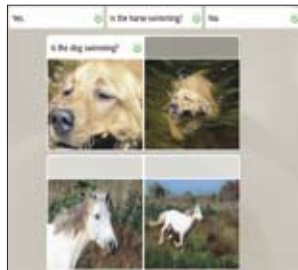 Yes.
Is the horse swimming?
No.
Is the dog swimming?